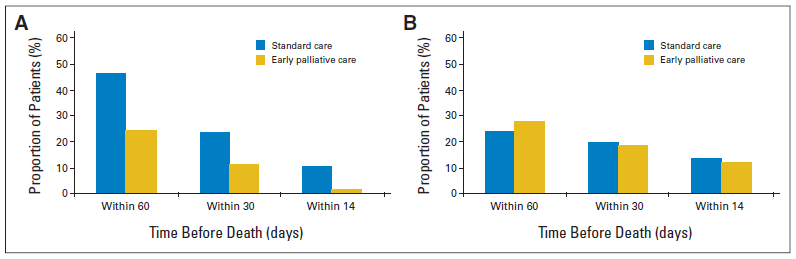 A
Proportion of Patients (%)
60
50
40
30
20
10
0
Standard care
Early palliative care
Within 60
Within 30
Within 14
Time Before Death (days)
B
Proportion of Patients (%)
60
50
40
30
20
10
0
Standard care
Early palliative care
Within 60
Within 30
Within 14
Time Before Death (days)